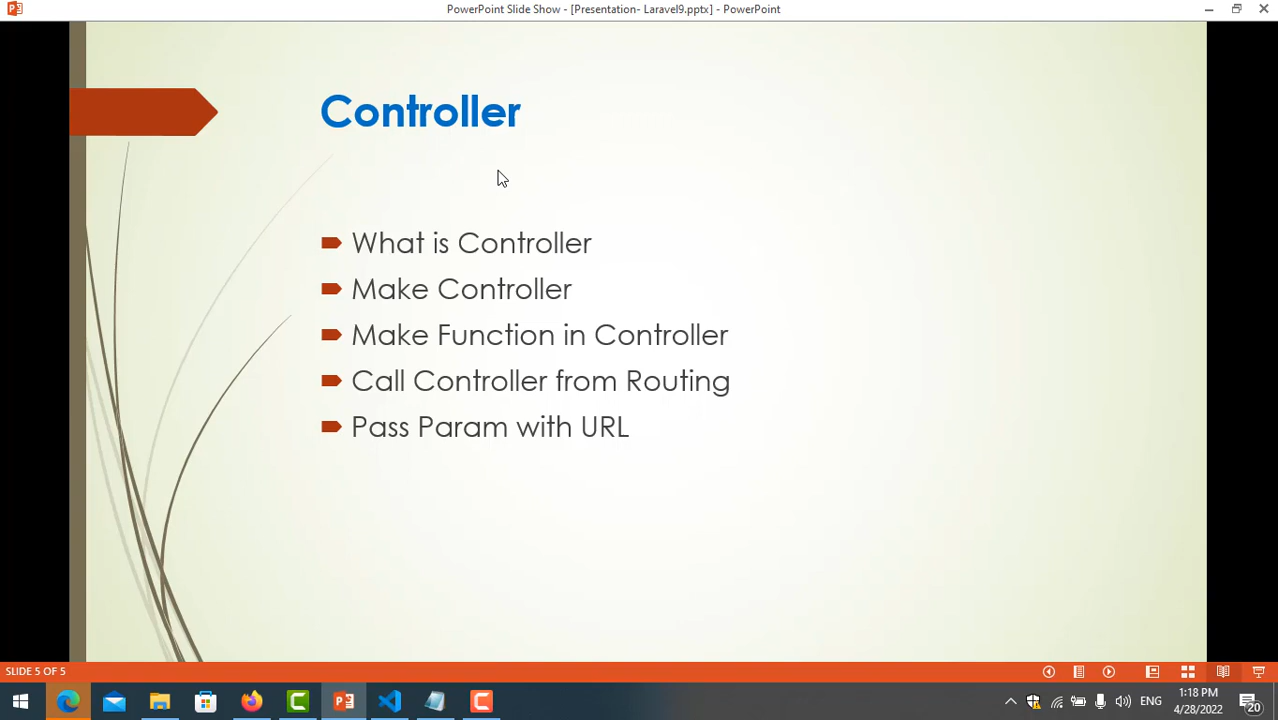 PowerPoint Slide Show - [Presentation- Laravel9.pptx] - PowerPoint
Controller
What is Controller
Make Controller
Make Function in Controller
Call Controller from Routing
Pass Param with URL
SLIDE 5 OF 5
ENG
1:18 PM
4/28/2022
20